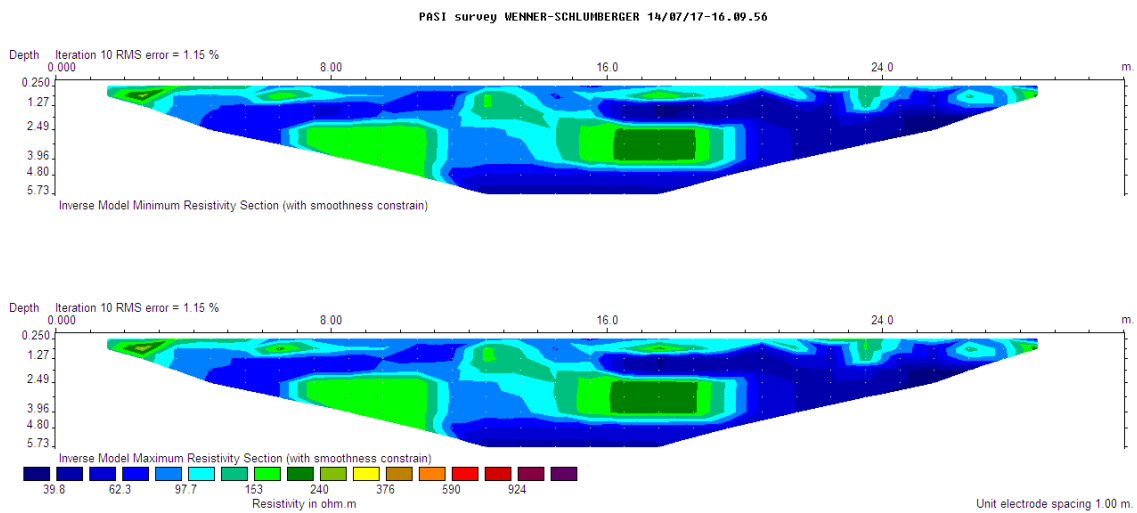 PASI survey WENNER-SCHLUMBERGER 14/07/17-16.09.56
Depth Iteration 10 RMS error = 1.15 %
0.000 8.00 16.0 24.0 m.
0.250
1.27
2.49
3.96
4.80
5.73
Inverse Model Minimum Resistivity Section (with smoothness constrain)
Depth Iteration 10 RMS error = 1.15 %
0.000 8.00 16.0 24.0 m.
0.250
1.27
2.49
3.96
4.80
5.73
Inverse Model Maximum Resistivity Section (with smoothness constrain)
39.8 62.3 97.7 153 240 376 590 924
Resistivity in ohm.m Unit electrode spacing 1.00 m.